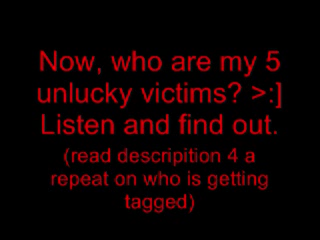 Now, who are my 5
unlucky victims? >:]
Listen and find out.
(read descripition 4 a
repeat on who is getting
tagged)